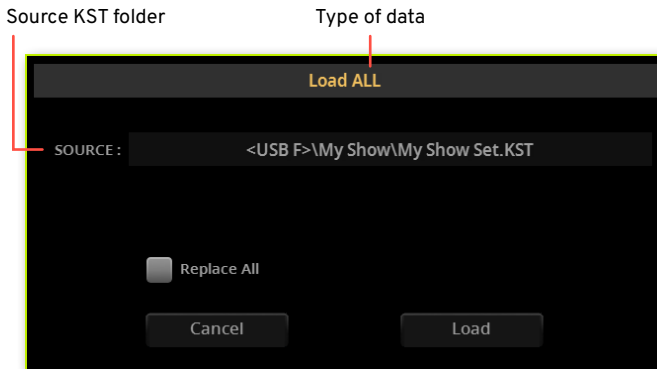 Source KST folder
Type of data
Load ALL
SOURCE :
<USB F>\My Show\My Show Set.KST
Replace All
Cancel
Load